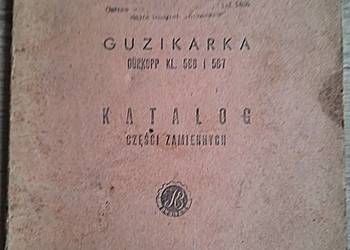 GUZIKARKA
DÜRKOPP KL. 566 I 567
KATALOG
CZĘŚCI ZAMIENNYCH